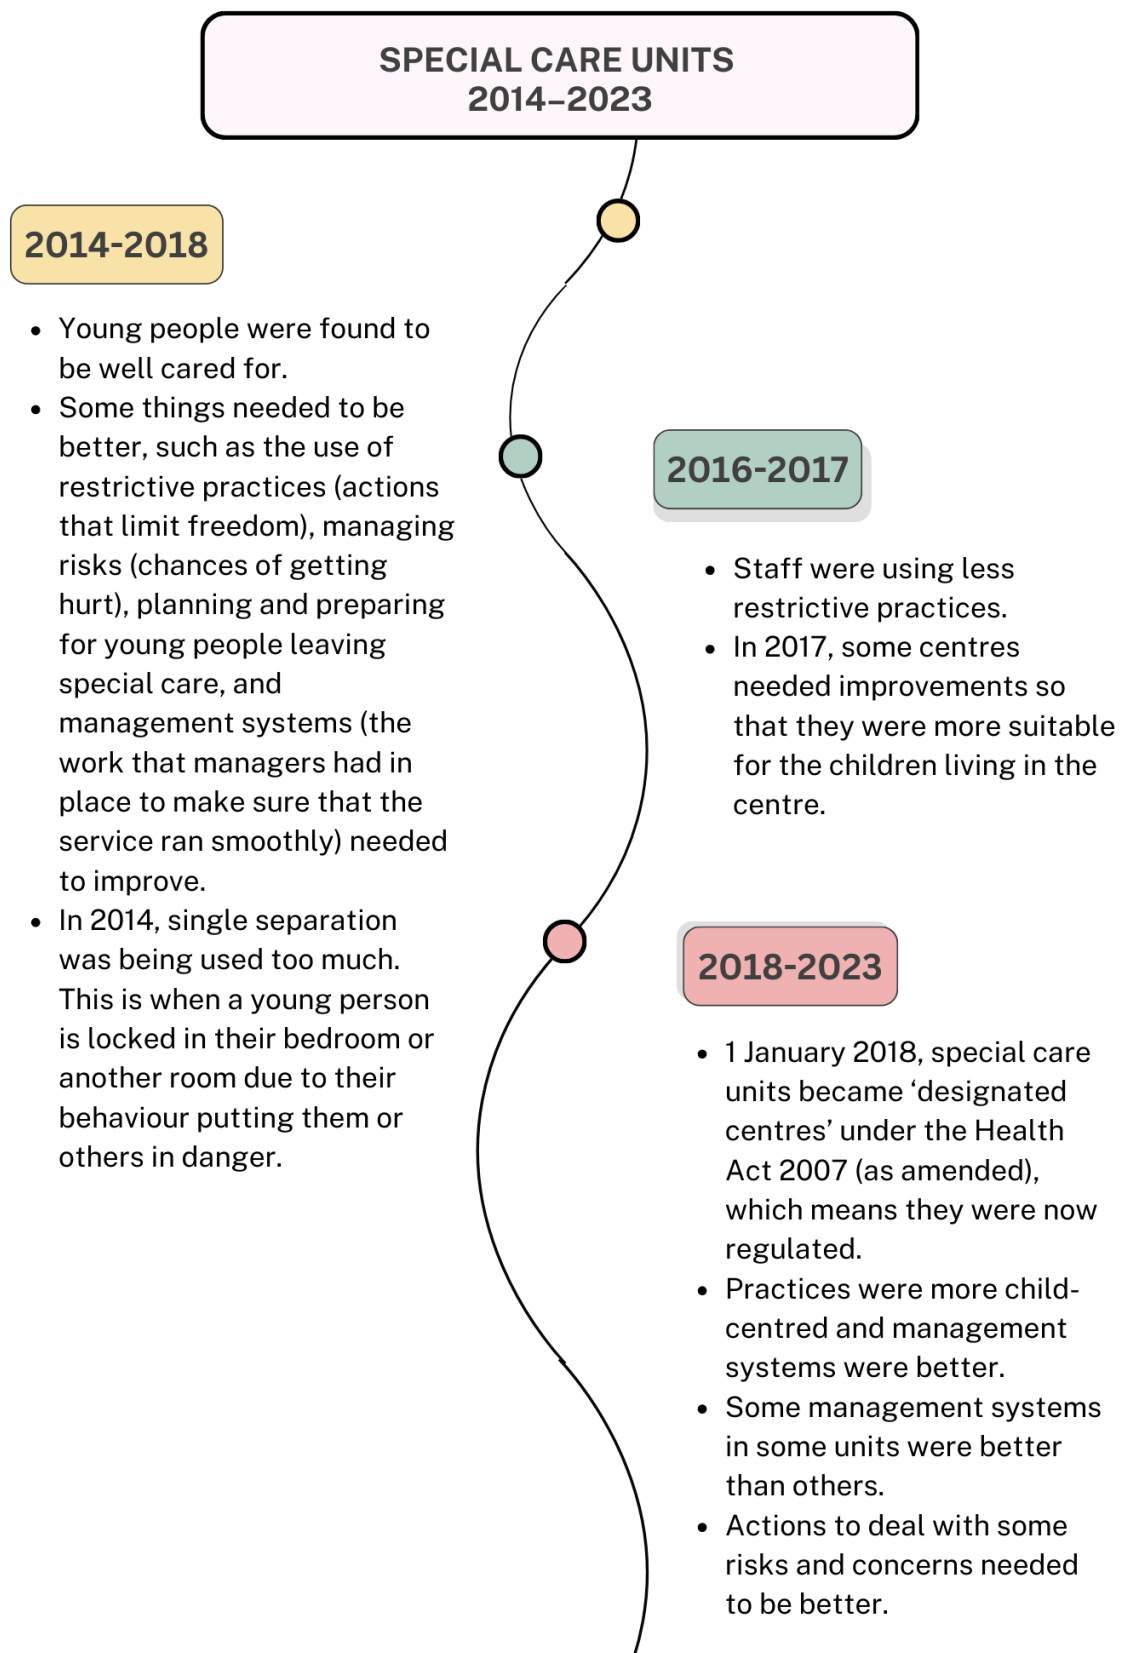 SPECIAL CARE UNITS
2014–2023
2014-2018
• Young people were found to
be well cared for.
• Some things needed to be
better, such as the use of
restrictive practices (actions
that limit freedom), managing
risks (chances of getting
hurt), planning and preparing
for young people leaving
special care, and
management systems (the
work that managers had in
place to make sure that the
service ran smoothly) needed
to improve.
• In 2014, single separation
was being used too much.
This is when a young person
is locked in their bedroom or
another room due to their
behaviour putting them or
others in danger.
2016-2017
• Staff were using less
restrictive practices.
• In 2017, some centres
needed improvements so
that they were more suitable
for the children living in the
centre.
2018-2023
• 1 January 2018, special care
units became ‘designated
centres’ under the Health
Act 2007 (as amended),
which means they were now
regulated.
• Practices were more child-
centred and management
systems were better.
• Some management systems
in some units were better
than others.
• Actions to deal with some
risks and concerns needed
to be better.